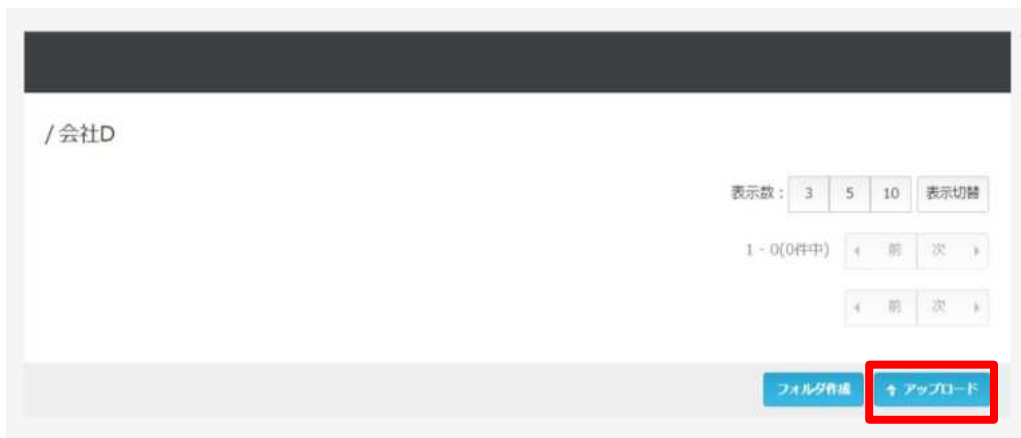 / 会社D
表示数 : 3 5 10 表示切替
1 - 0(0件中) 前 次
前 次
フォルダ作成 アップロード